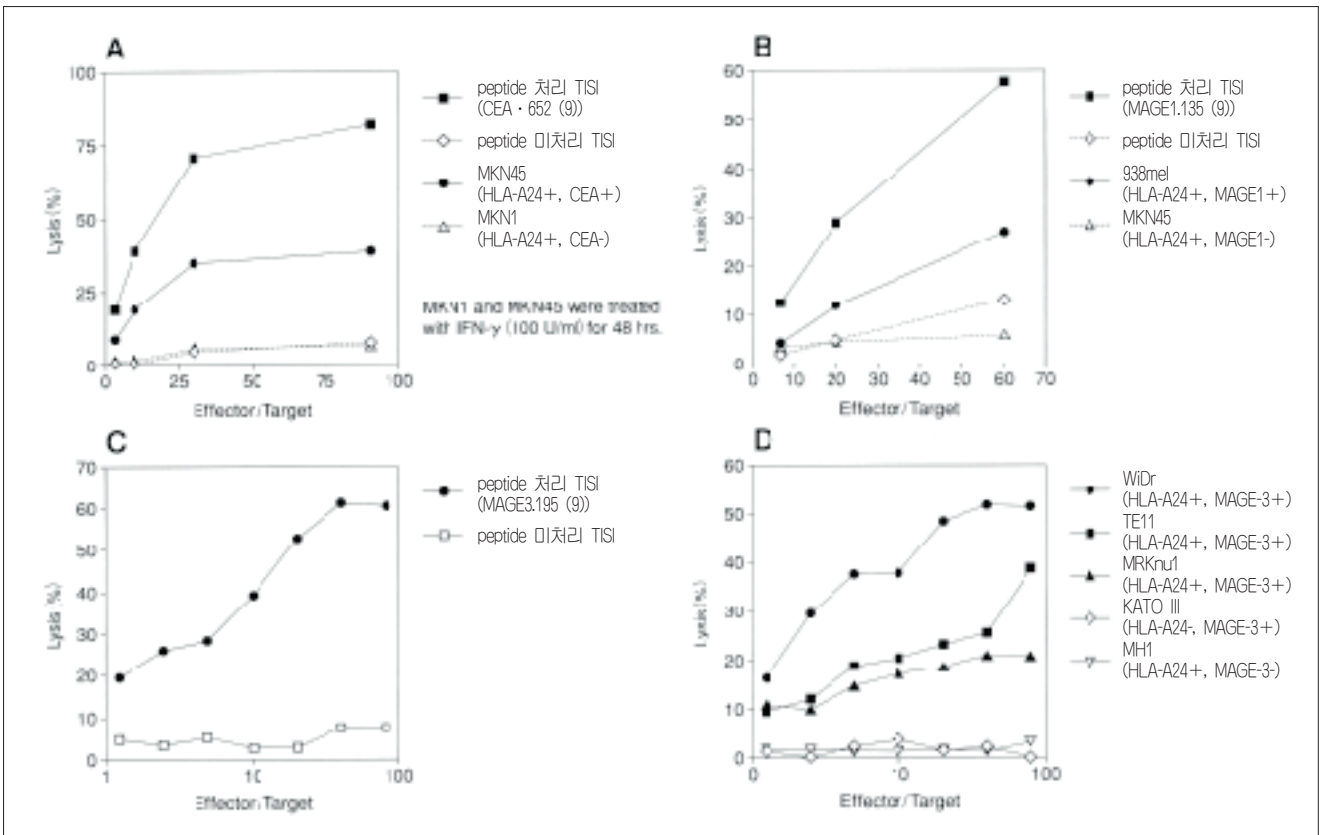 A
100
75
50
25
0
0
25
50
75
100
Lysis (%)
Effector/Target
peptide 처리 TISI
(CEA·652 (9))
peptide 미처리 TISI
MKN45
(HLA-A24+, CEA+)
MKN1
(HLA-A24+, CEA-)
MKN1 and MKN45 were treated
with IFN-γ (100 U/ml) for 48 hrs.
B
60
50
40
30
20
10
0
0 10 20 30 40 50 60 70
Lysis (%)
Effector/Target
peptide 처리 TISI
(MAGE1.135 (9))
peptide 미처리 TISI
938mel
(HLA-A24+, MAGE1+)
MKN45
(HLA-A24+, MAGE1-)
C
70
60
50
40
30
20
10
0
1 10 100
Lysis (%)
Effector/Target
peptide 처리 TISI
(MAGE3.195 (9))
peptide 미처리 TISI
D
60
50
40
30
20
10
0
0 10 100
Lysis (%)
Effector/Target
WiDr
(HLA-A24+, MAGE-3+)
TE11
(HLA-A24+, MAGE-3+)
MRKnu1
(HLA-A24+, MAGE-3+)
KATO III
(HLA-A24-, MAGE-3+)
MH1
(HLA-A24+, MAGE-3-)